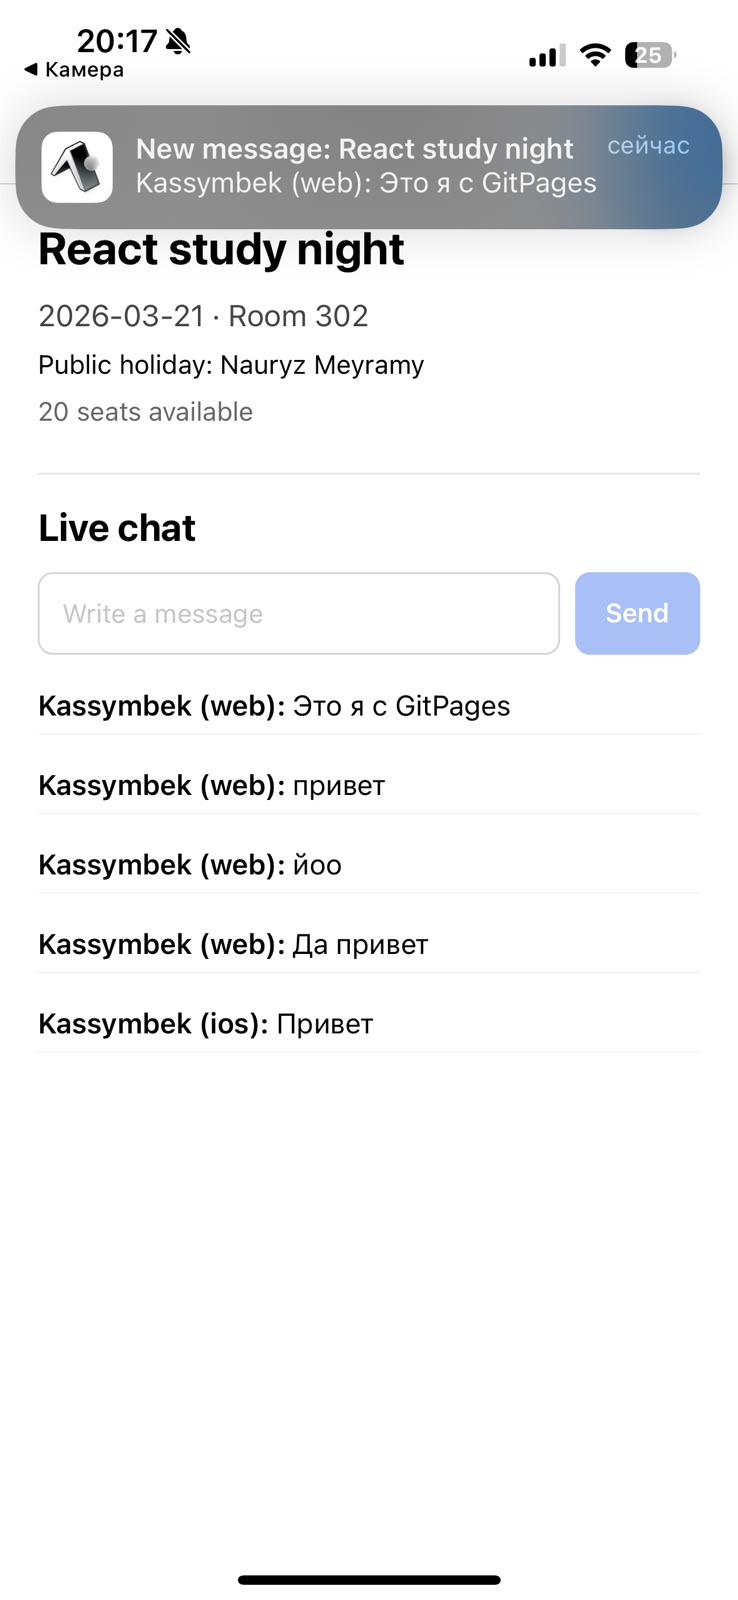 20:17
25
◀ Камера
New message: React study night
сейчас
Kassymbek (web): Это я с GitPages
React study night
2026-03-21 · Room 302
Public holiday: Nauryz Meyramy
20 seats available
Live chat
Write a message
Send
Kassymbek (web): Это я с GitPages
Kassymbek (web): привет
Kassymbek (web): йоо
Kassymbek (web): Да привет
Kassymbek (ios): Привет